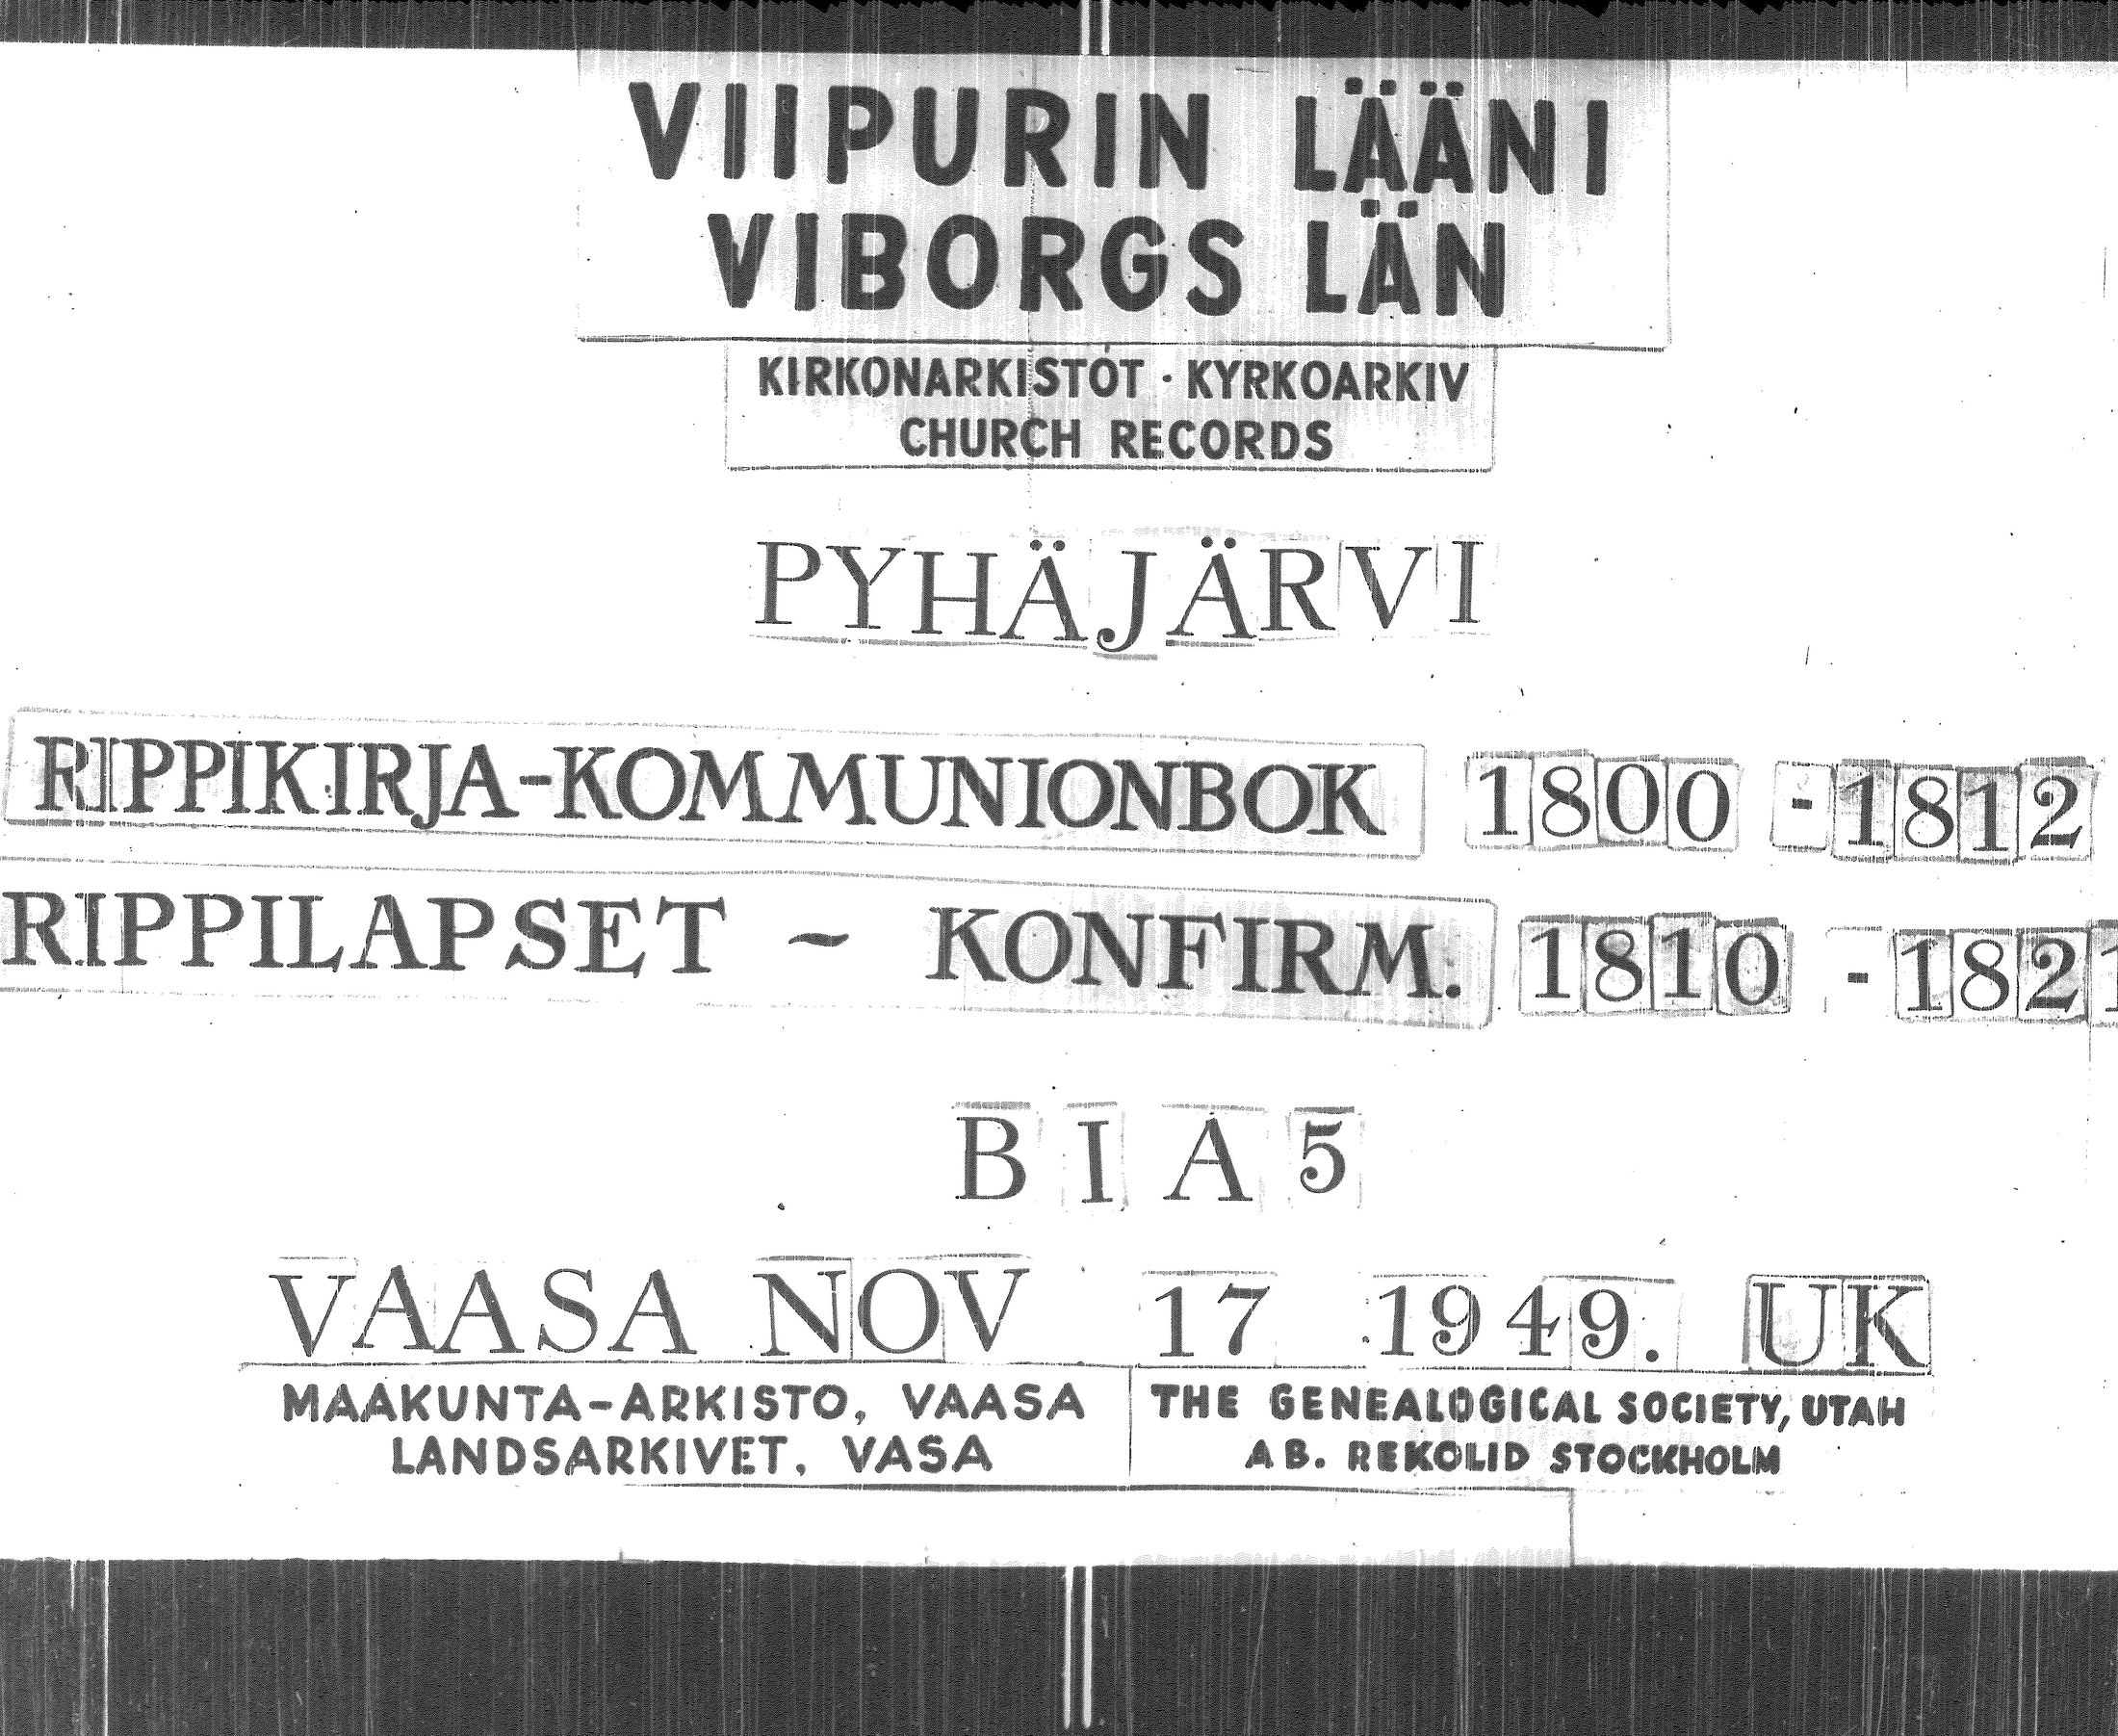 VIIPURIN LÄÄNI
VIBORGS LÄN
KIRKONARKISTOT · KYRKOARKIV
CHURCH RECORDS
PYHÄJÄRVI
RIPPIKIRJA-KOMMUNIONBOK 1800 - 1812
RIPPILAPSET - KONFIRM. 1810 - 1821
B I A 5
VAASA NOV 17 1949. UK
MAAKUNTA-ARKISTO, VAASA
LANDSARKIVET, VASA
THE GENEALOGICAL SOCIETY, UTAH
AB. REKOLID STOCKHOLM